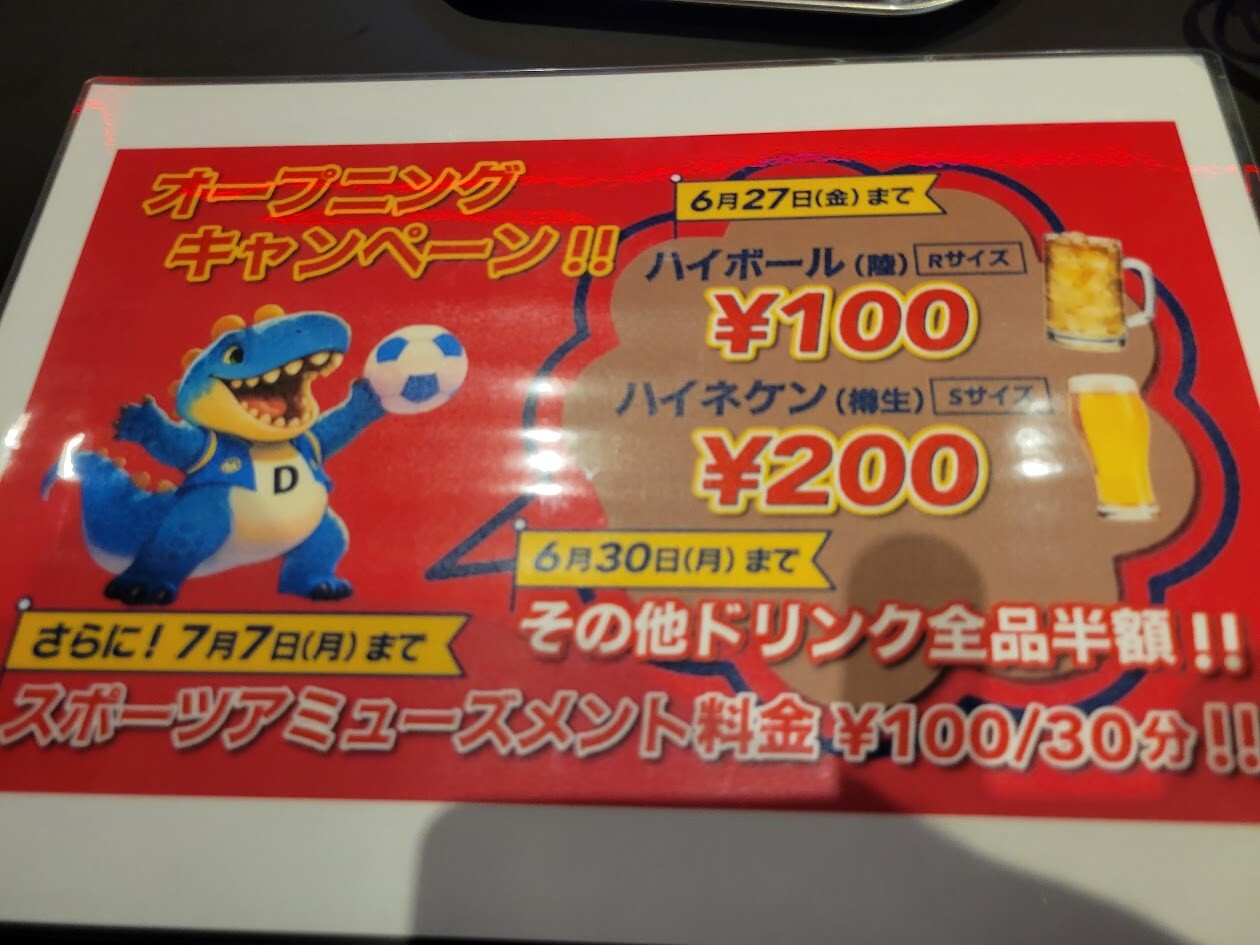 オープニング
キャンペーン!!
6月27日(金)まて
ハイボール(陸) Rサイズ
¥100
ハイネケン(樽生) Sサイズ
¥200
D
6月30日(月)まて
その他ドリンク全品半額!!
さらに!7月7日(月)まて
スポーツアミューズメント料金 ¥100/30分!!